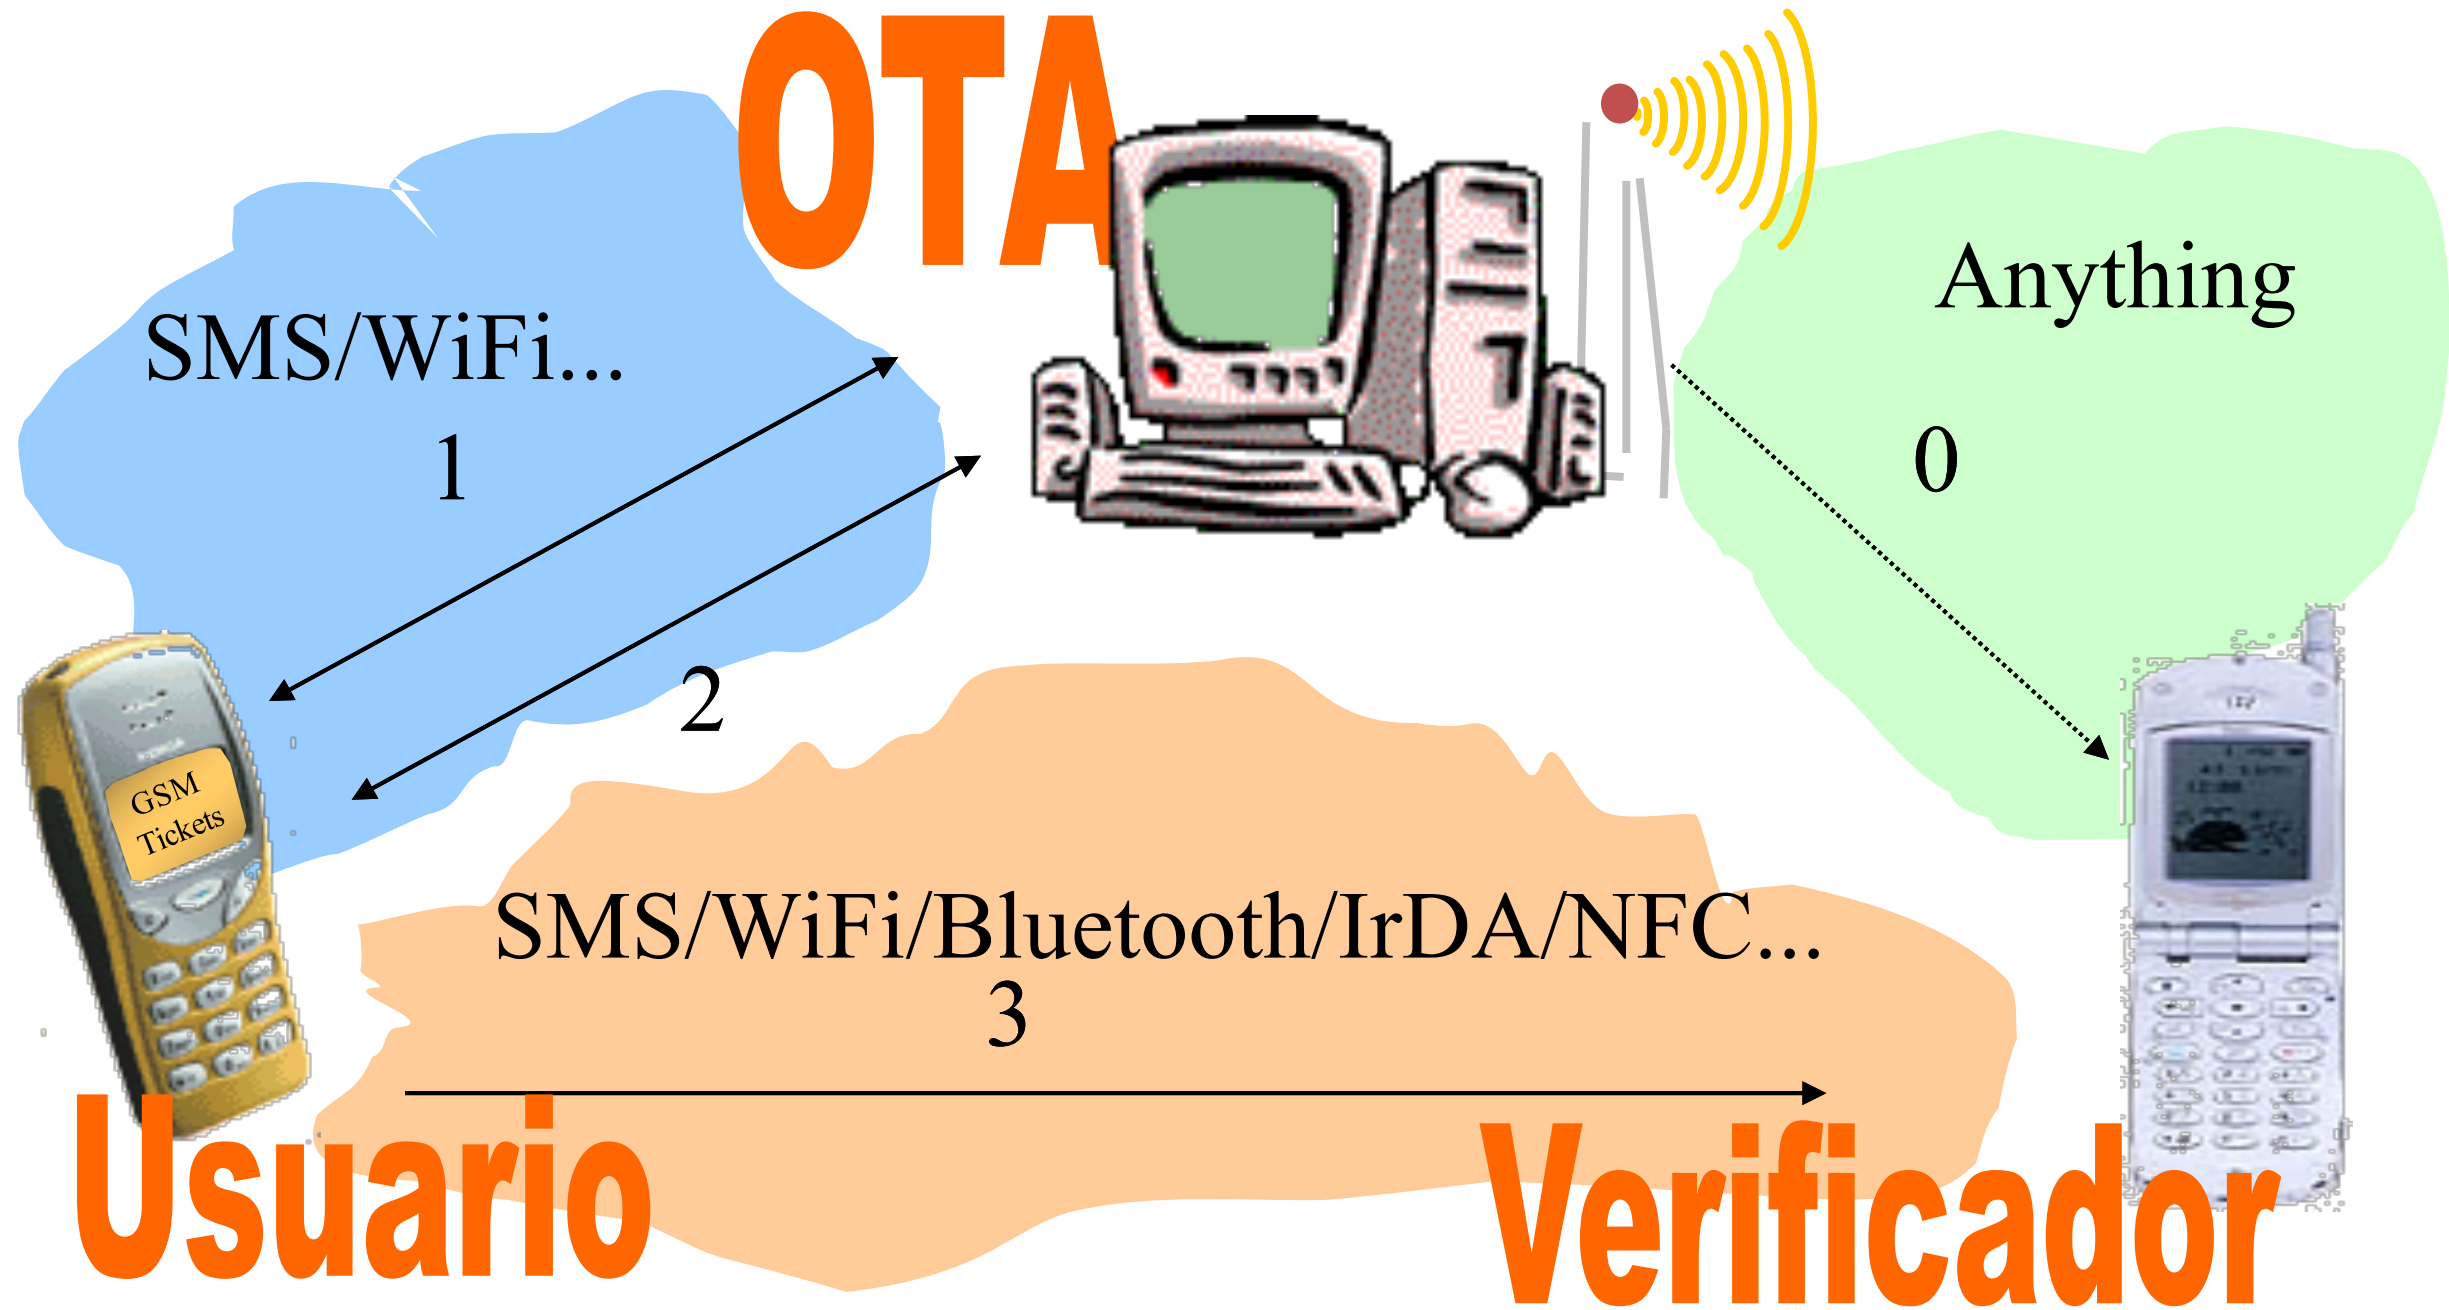 OTA
SMS/WiFi...
1
Anything
0
2
GSM
Tickets
SMS/WiFi/Bluetooth/IrDA/NFC...
3
Usuario
Verificador